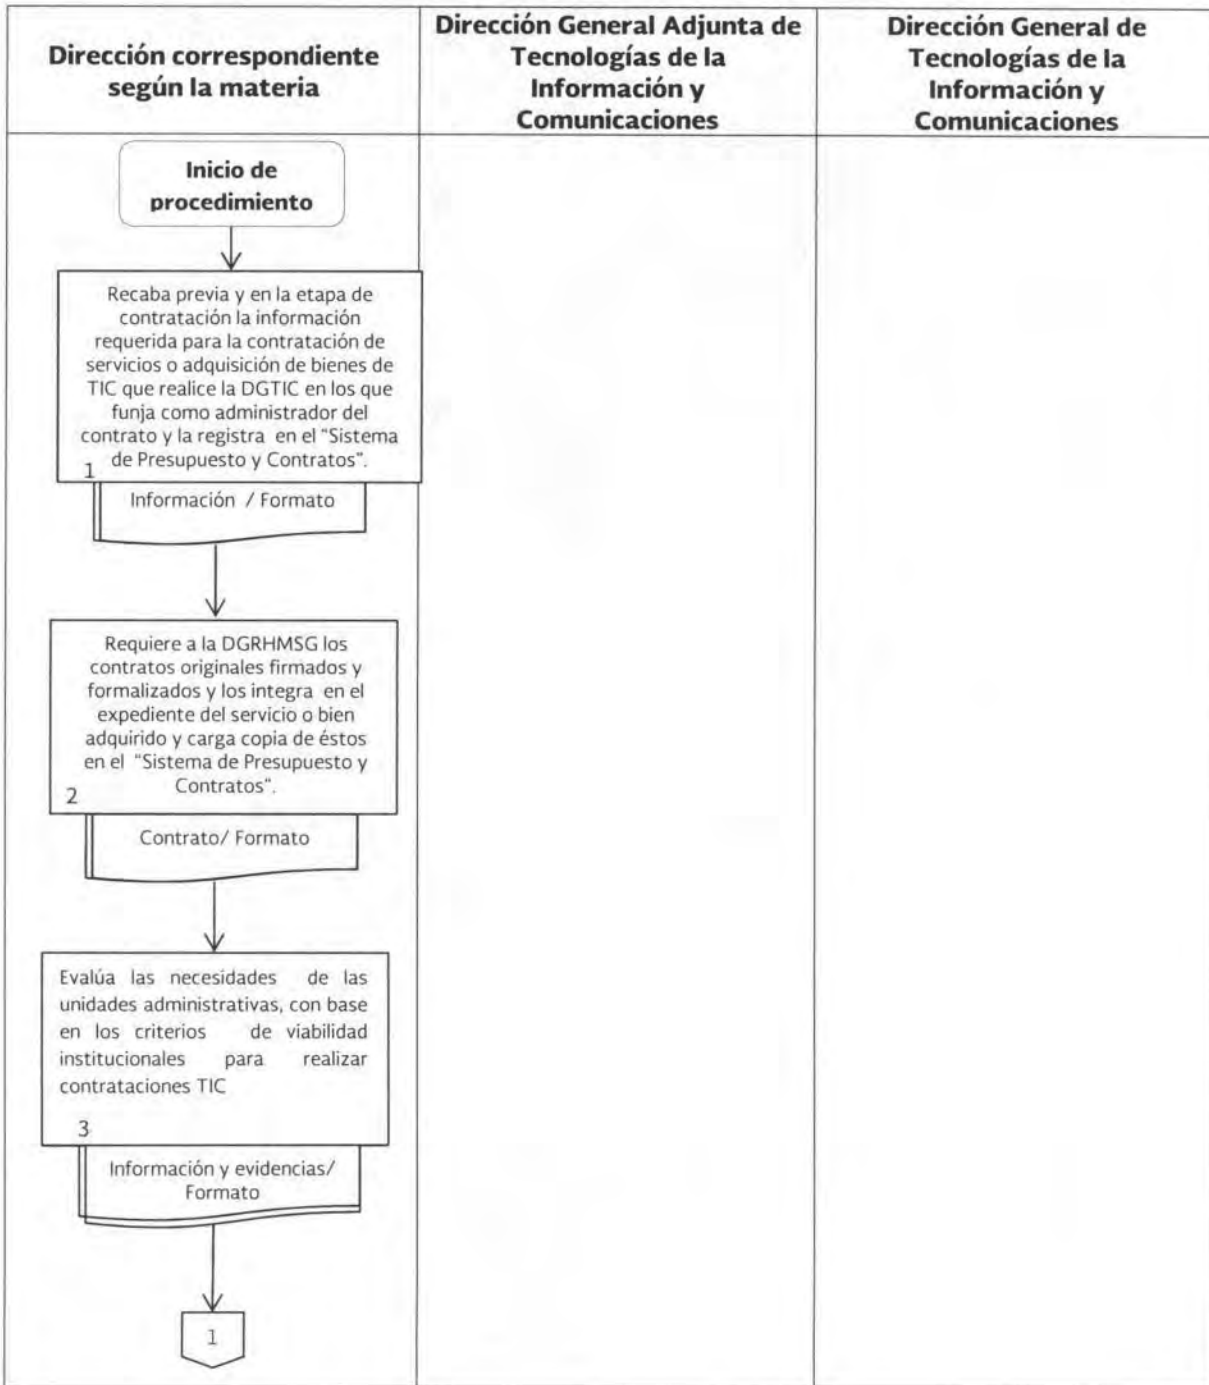 Dirección correspondiente
según la materia
Dirección General Adjunta de
Tecnologías de la
Información y
Comunicaciones
Dirección General de
Tecnologías de la
Información y
Comunicaciones
Inicio de
procedimiento
Recaba previa y en la etapa de
contratación la información
requerida para la contratación de
servicios o adquisición de bienes de
TIC que realice la DGTIC en los que
funja como administrador del
contrato y la registra en el "Sistema
de Presupuesto y Contratos".
1
Información / Formato
Requiere a la DGRHMSG los
contratos originales firmados y
formalizados y los integra en el
expediente del servicio o bien
adquirido y carga copia de éstos
en el "Sistema de Presupuesto y
Contratos".
2
Contrato/ Formato
Evalúa las necesidades de las
unidades administrativas, con base
en los criterios de viabilidad
institucionales para realizar
contrataciones TIC
3
Información y evidencias/
Formato
1